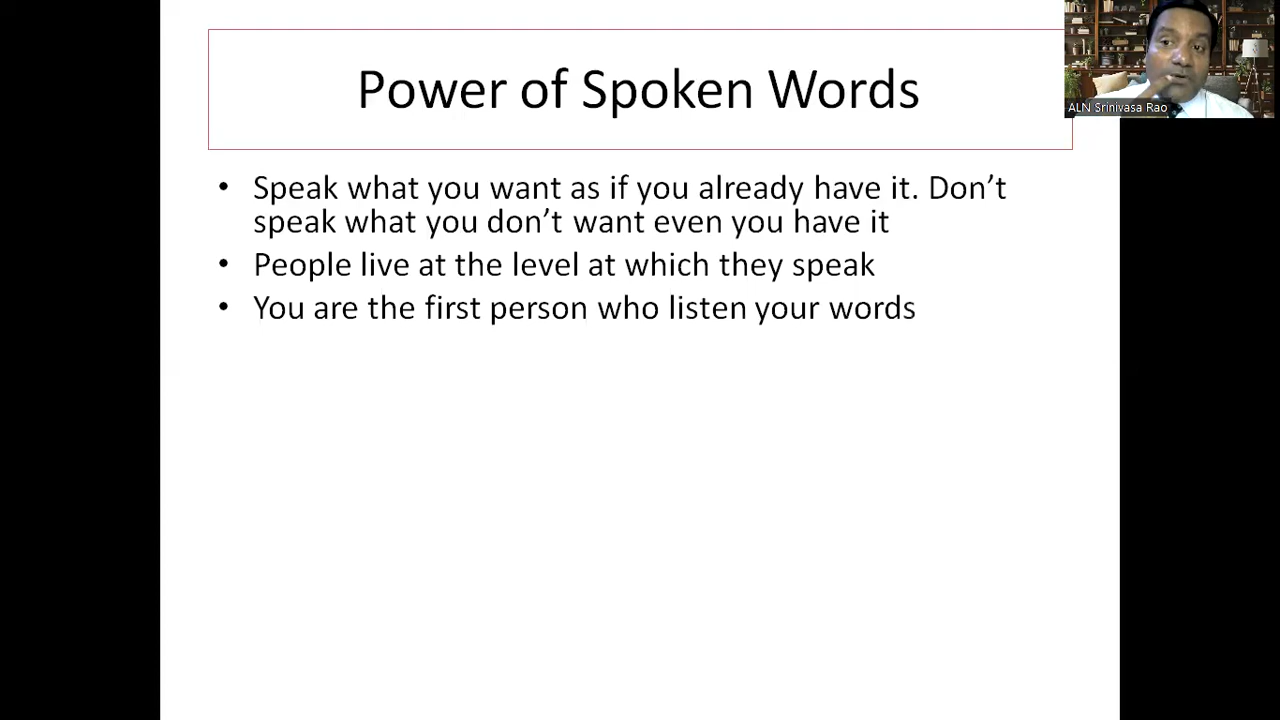 Power of Spoken Words
ALN Srinivasa Rao
• Speak what you want as if you already have it. Don’t
speak what you don’t want even you have it
• People live at the level at which they speak
• You are the first person who listen your words